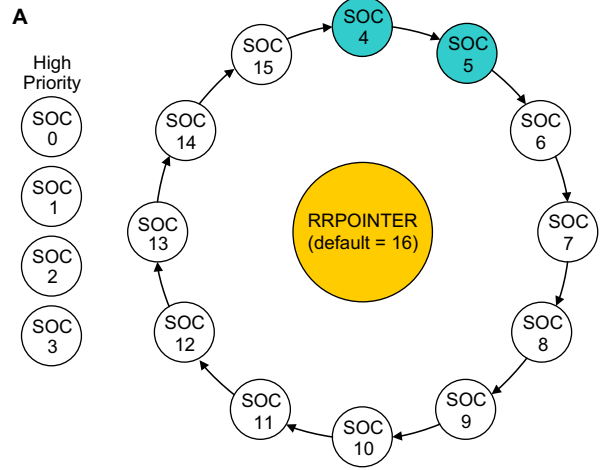 A
High
Priority
SOC
0
SOC
1
SOC
2
SOC
3
SOC
4
SOC
5
SOC
6
SOC
7
SOC
8
SOC
9
SOC
10
SOC
11
SOC
12
SOC
13
SOC
14
SOC
15
RRPOINTER
(default = 16)